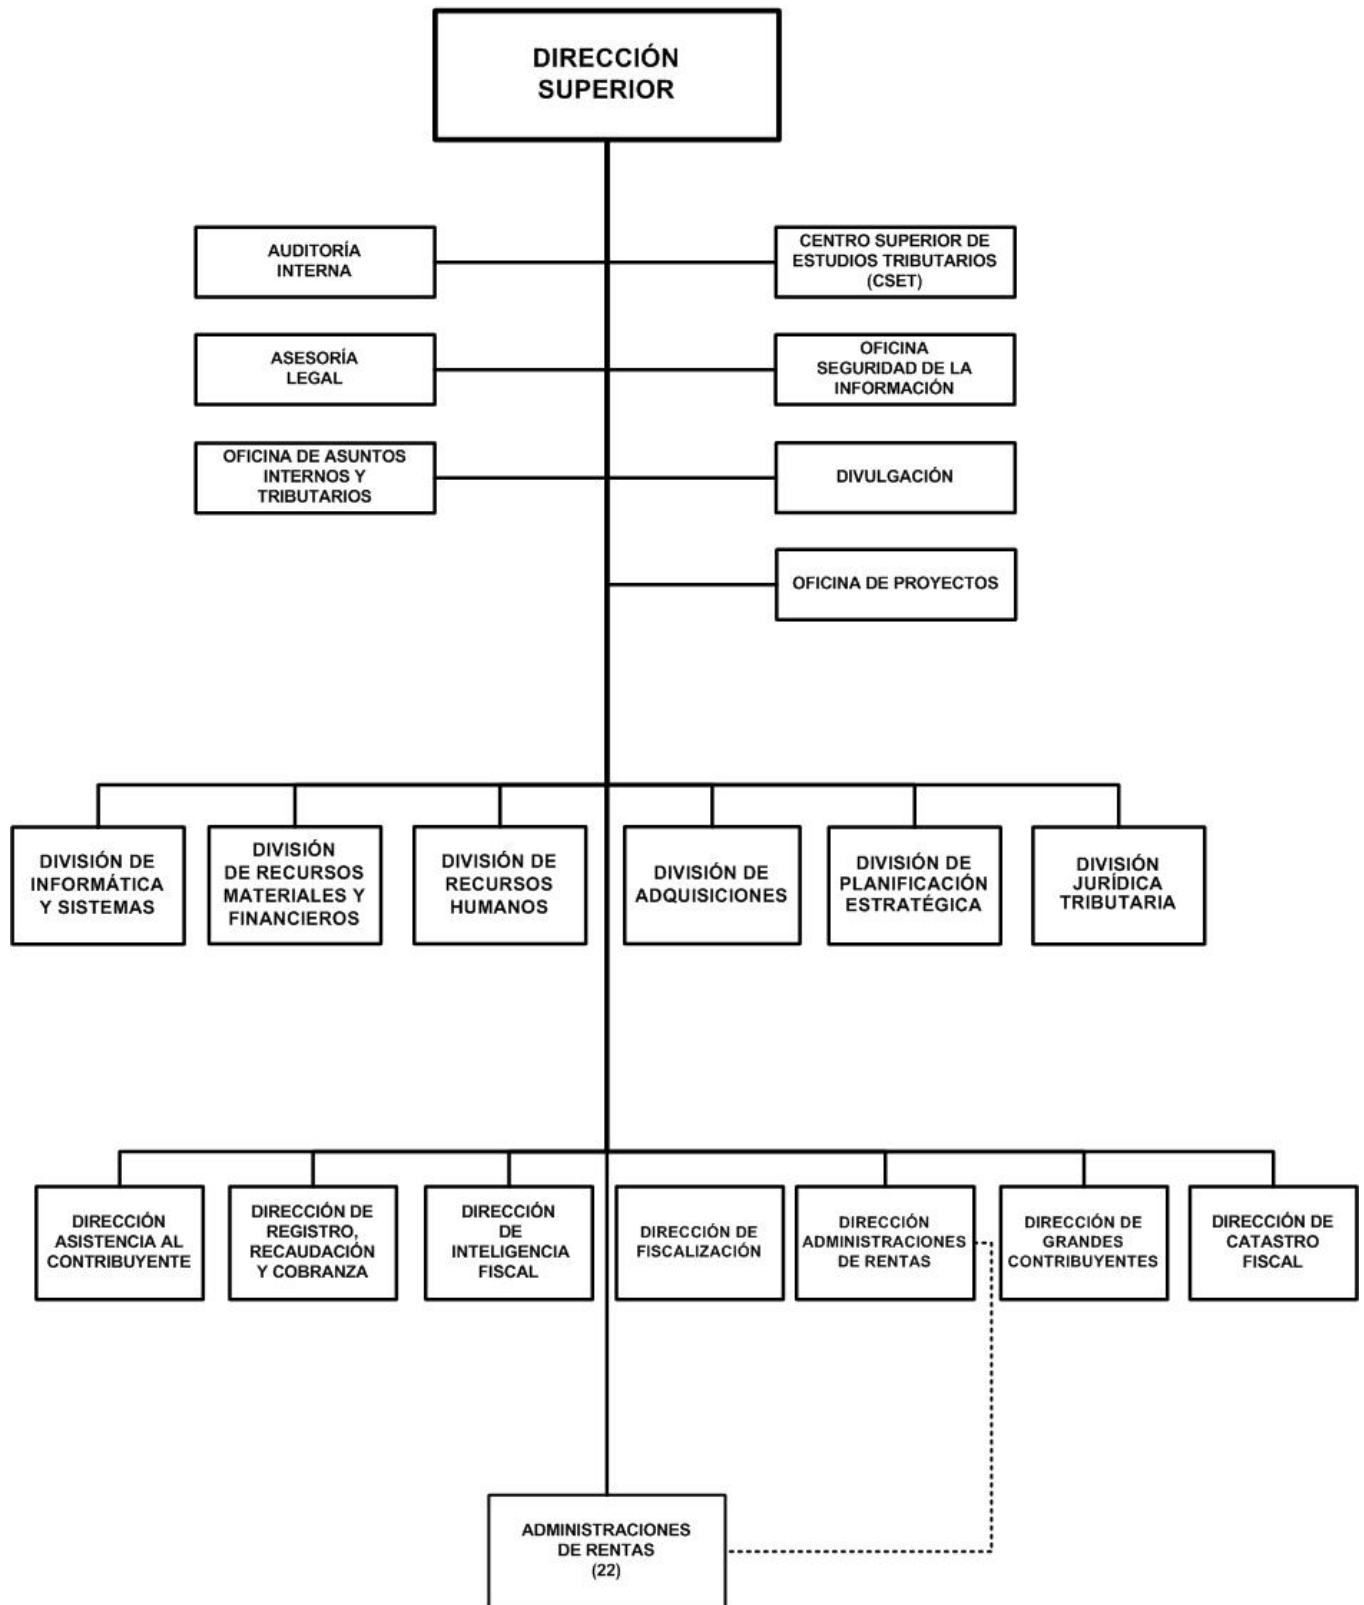 DIRECCIÓN
SUPERIOR
AUDITORÍA
INTERNA
CENTRO SUPERIOR DE
ESTUDIOS TRIBUTARIOS
(CSET)
ASESORÍA
LEGAL
OFICINA
SEGURIDAD DE LA
INFORMACIÓN
OFICINA DE ASUNTOS
INTERNOS Y
TRIBUTARIOS
DIVULGACIÓN
OFICINA DE PROYECTOS
DIVISIÓN DE
INFORMÁTICA
Y SISTEMAS
DIVISIÓN
DE RECURSOS
MATERIALES Y
FINANCIEROS
DIVISIÓN DE
RECURSOS
HUMANOS
DIVISIÓN DE
ADQUISICIONES
DIVISIÓN DE
PLANIFICACIÓN
ESTRATÉGICA
DIVISIÓN
JURÍDICA
TRIBUTARIA
DIRECCIÓN
ASISTENCIA AL
CONTRIBUYENTE
DIRECCIÓN DE
REGISTRO,
RECAUDACIÓN
Y COBRANZA
DIRECCIÓN
DE
INTELIGENCIA
FISCAL
DIRECCIÓN DE
FISCALIZACIÓN
DIRECCIÓN
ADMINISTRACIONES
DE RENTAS
DIRECCIÓN DE
GRANDES
CONTRIBUYENTES
DIRECCIÓN DE
CATASTRO
FISCAL
ADMINISTRACIONES
DE RENTAS
(22)